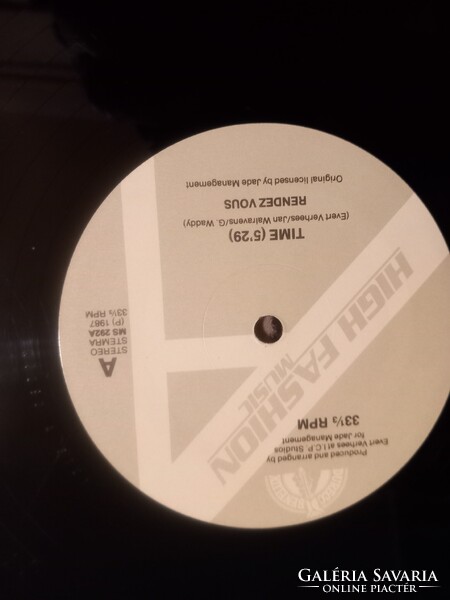 HIGH FASHION
MUSIC
33⅓ RPM
Produced and arranged by
Evert Verhees at I.C.P. Studios
for Jade Management
A
STEREO
STEMRA
MS 292A
(P) 1987
33⅓ RPM
TIME (5'29)
(Evert Verhees/Jan Walravens/G. Waddy)
RENDEZ VOUS
Original licensed by Jade Management
GALÉRIA SAVARIA
ONLINE PIACTÉR